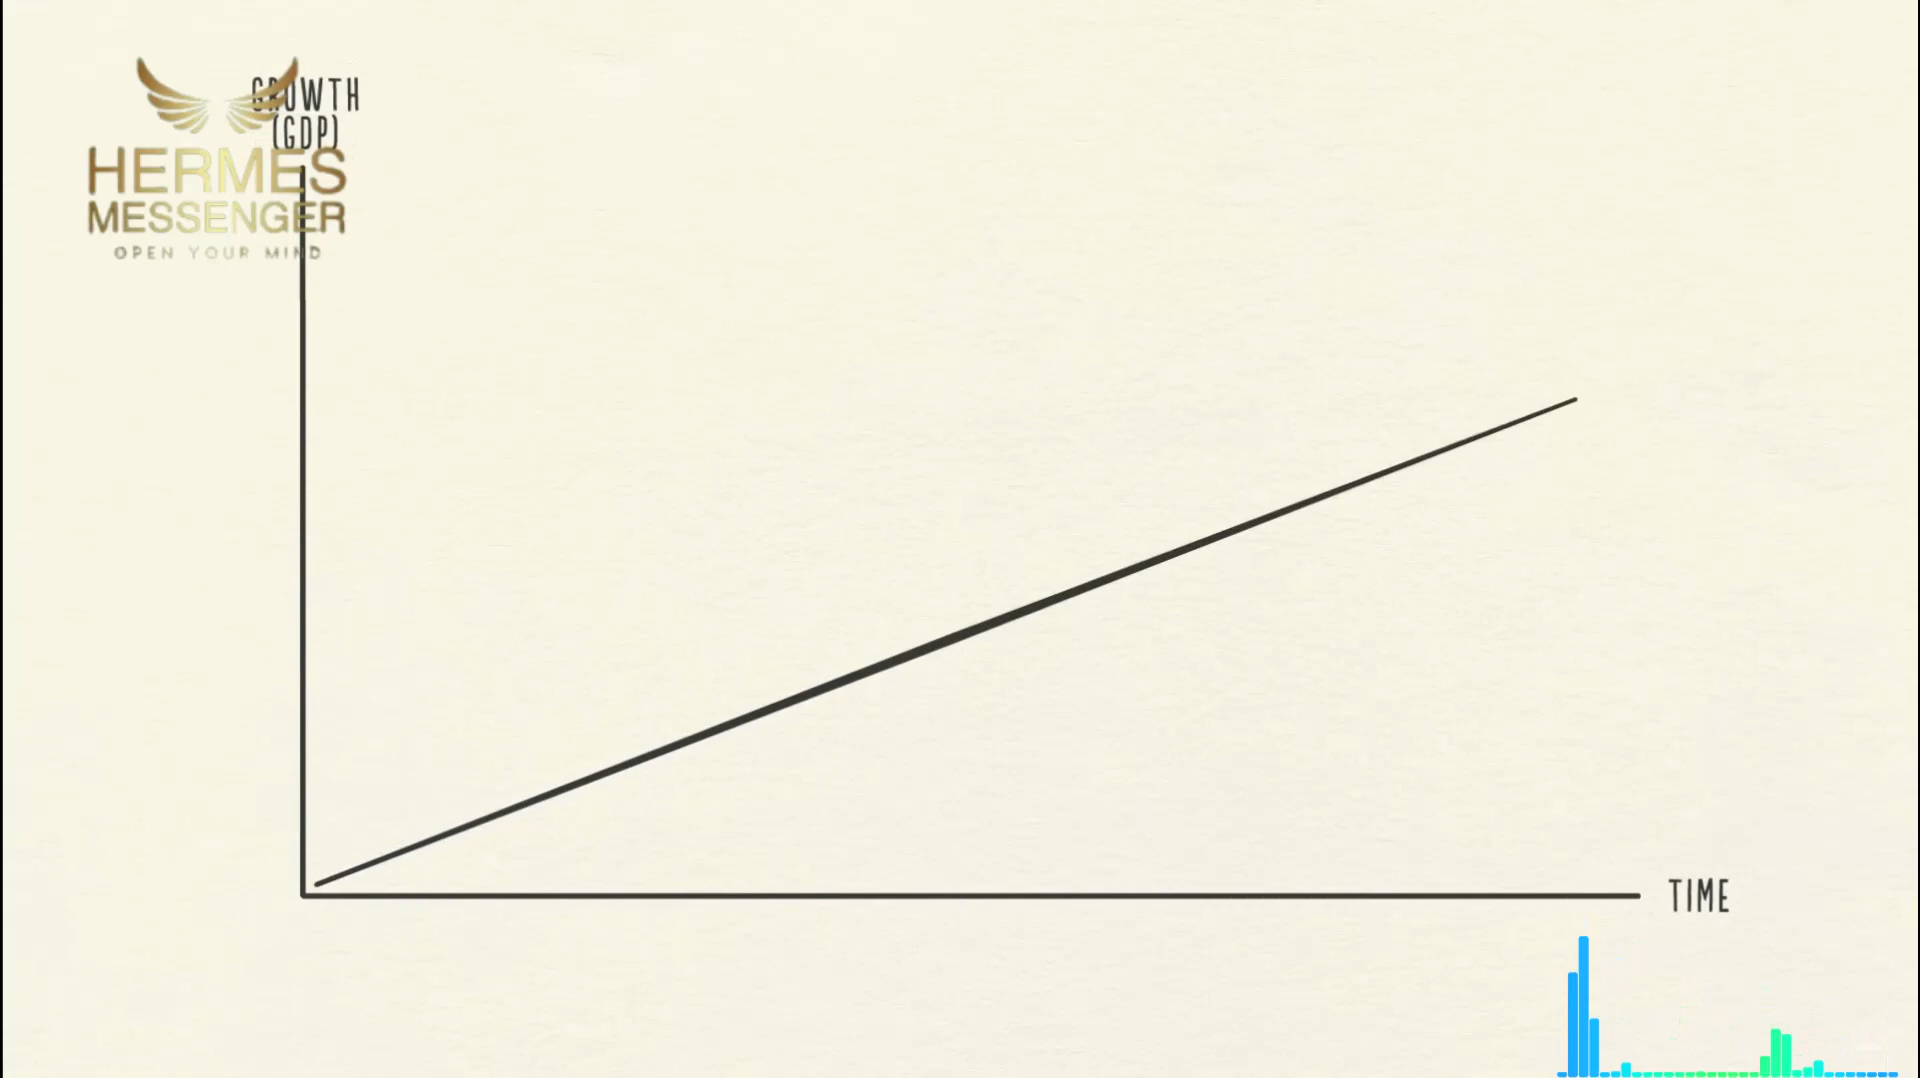 GROWTH
(GDP)
HERMES
MESSENGER
OPEN YOUR MIND
TIME